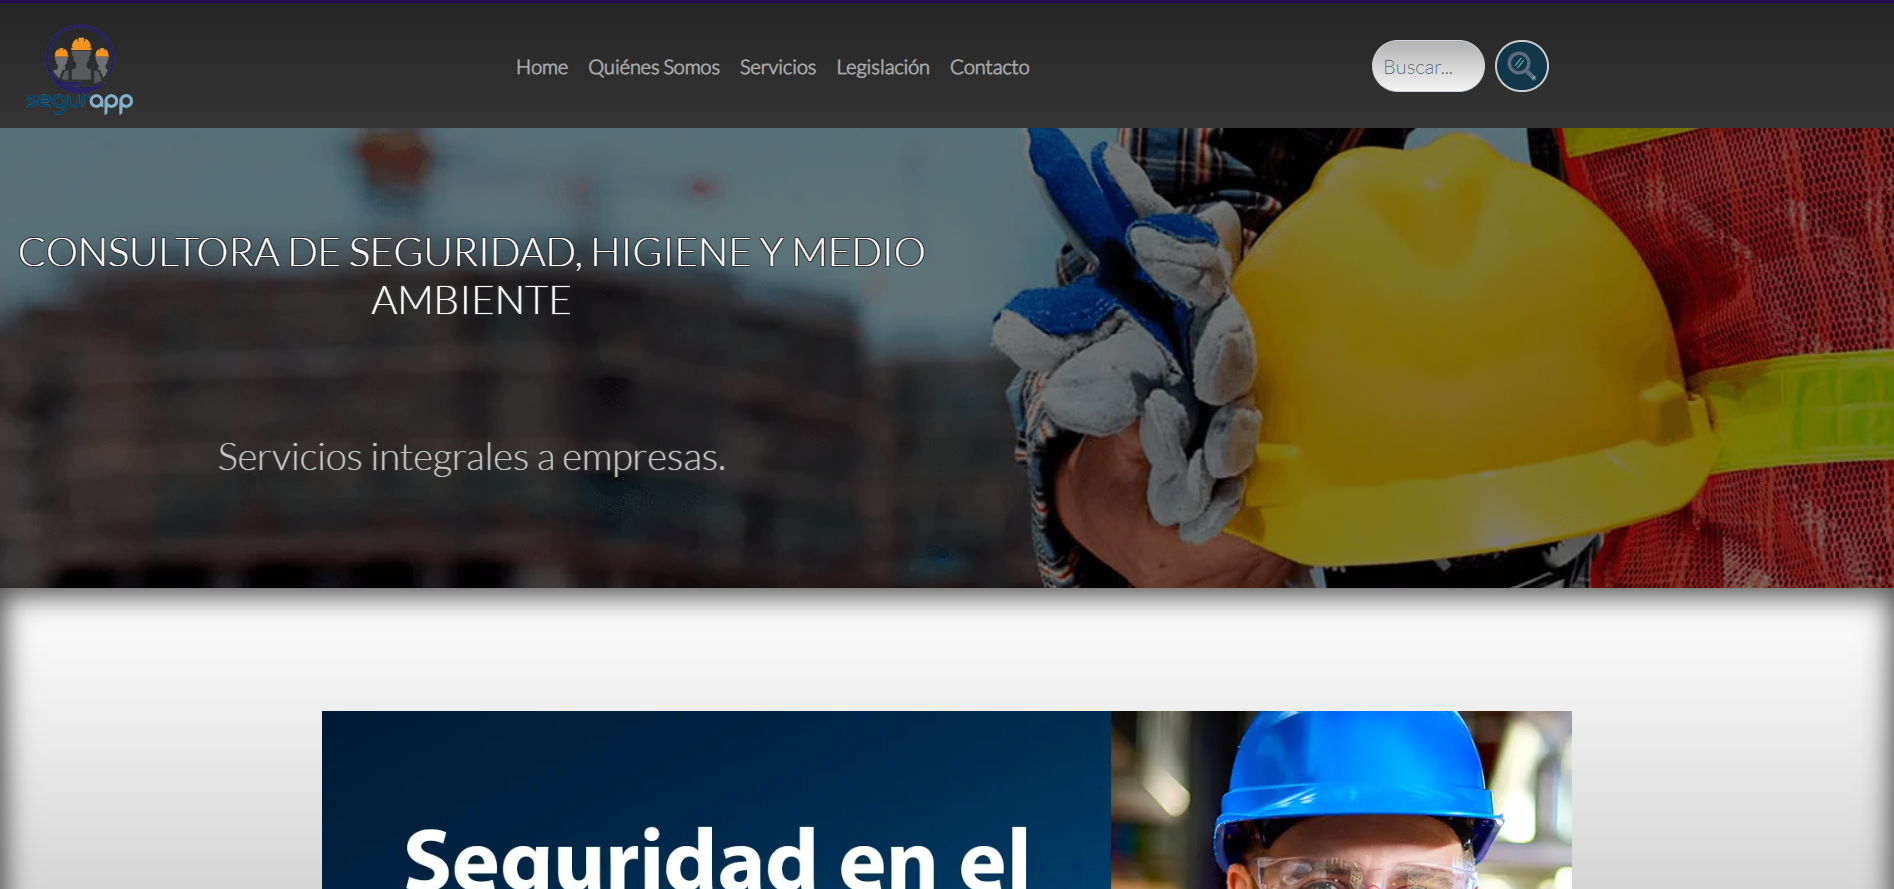 segurapp
Home Quiénes Somos Servicios Legislación Contacto
Buscar...
CONSULTORA DE SEGURIDAD, HIGIENE Y MEDIO
AMBIENTE
Servicios integrales a empresas.
Seguridad en el